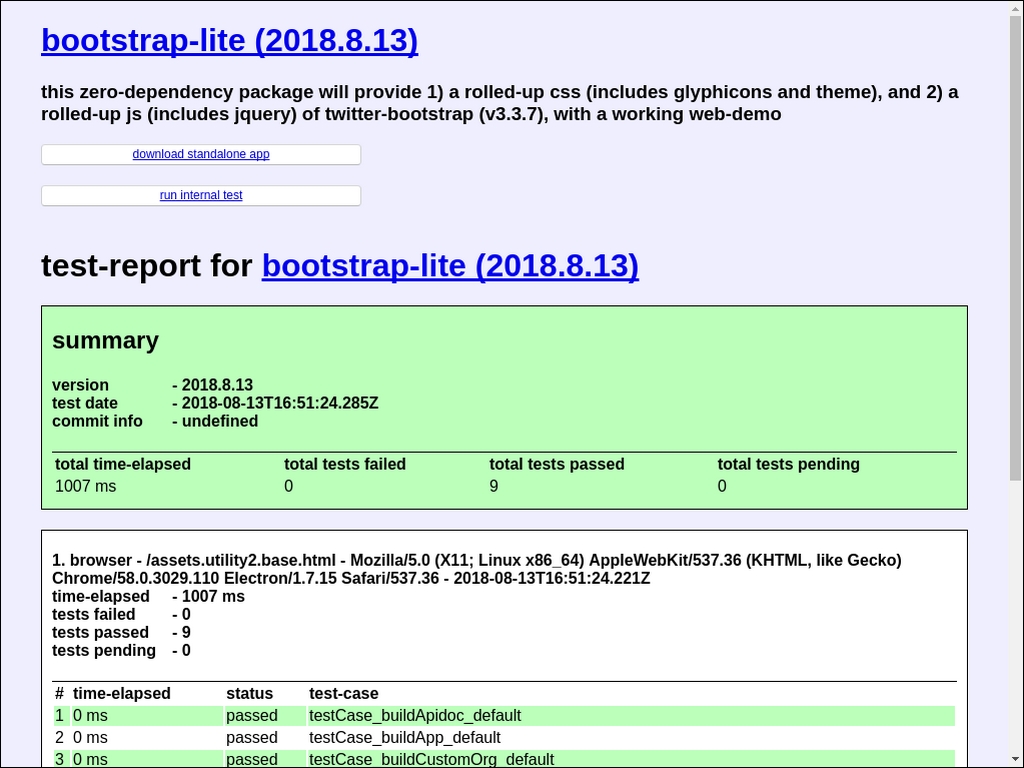 bootstrap-lite (2018.8.13)
this zero-dependency package will provide 1) a rolled-up css (includes glyphicons and theme), and 2) a
rolled-up js (includes jquery) of twitter-bootstrap (v3.3.7), with a working web-demo
download standalone app
run internal test
test-report for bootstrap-lite (2018.8.13)
summary
version - 2018.8.13
test date - 2018-08-13T16:51:24.285Z
commit info - undefined
total time-elapsed total tests failed total tests passed total tests pending
1007 ms 0 9 0
1. browser - /assets.utility2.base.html - Mozilla/5.0 (X11; Linux x86_64) AppleWebKit/537.36 (KHTML, like Gecko)
Chrome/58.0.3029.110 Electron/1.7.15 Safari/537.36 - 2018-08-13T16:51:24.221Z
time-elapsed - 1007 ms
tests failed - 0
tests passed - 9
tests pending - 0
# time-elapsed status test-case
1 0 ms passed testCase_buildApidoc_default
2 0 ms passed testCase_buildApp_default
3 0 ms passed testCase_buildCustomOrg_default